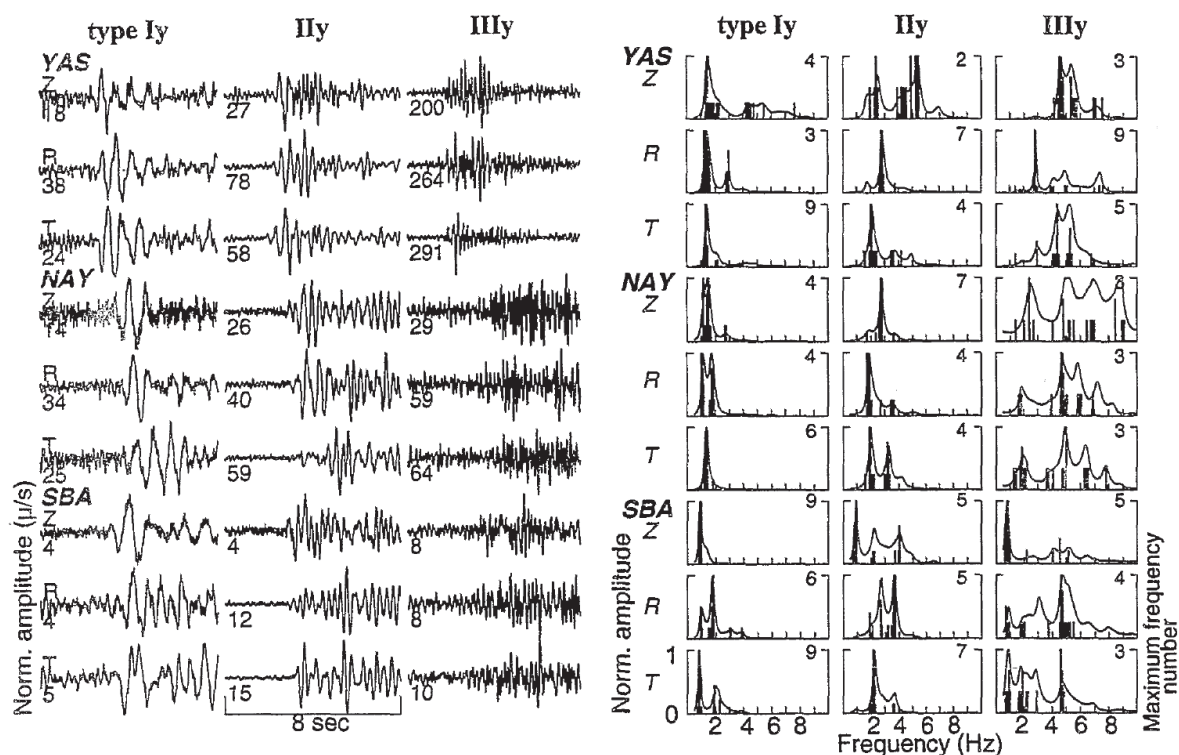 type Iy IIy IIIy
YAS
Z
18 27 200
R
38 78 264
T
24 58 291
NAY
Z
14 26 29
R
34 40 59
T
25 59 64
SBA
Z
4 4 8
R
4 12 8
T
5 15 10
8 sec
Norm. amplitude (μ/s)
type Iy IIy IIIy
YAS
Z 4 2 3
R 3 7 9
T 9 4 5
NAY
Z 4 7 3
R 4 4 3
T 6 4 3
SBA
Z 9 5 5
R 6 5 4
T 9 7 3
1
0
2 4 6 8 2 4 6 8 2 4 6 8
Frequency (Hz)
Norm. amplitude
Maximum frequency
number